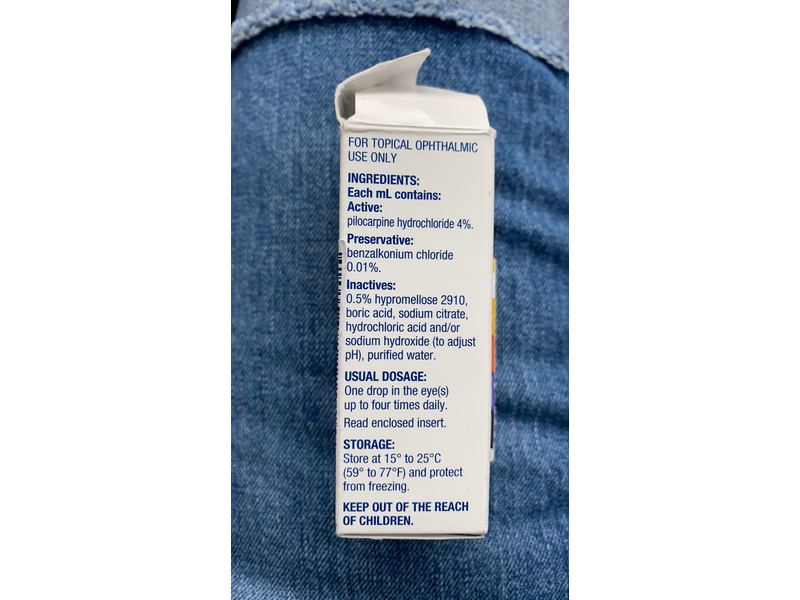 FOR TOPICAL OPHTHALMIC
USE ONLY
INGREDIENTS:
Each mL contains:
Active:
pilocarpine hydrochloride 4%.
Preservative:
benzalkonium chloride
0.01%.
Inactives:
0.5% hypromellose 2910,
boric acid, sodium citrate,
hydrochloric acid and/or
sodium hydroxide (to adjust
pH), purified water.
USUAL DOSAGE:
One drop in the eye(s)
up to four times daily.
Read enclosed insert.
STORAGE:
Store at 15° to 25°C
(59° to 77°F) and protect
from freezing.
KEEP OUT OF THE REACH
OF CHILDREN.